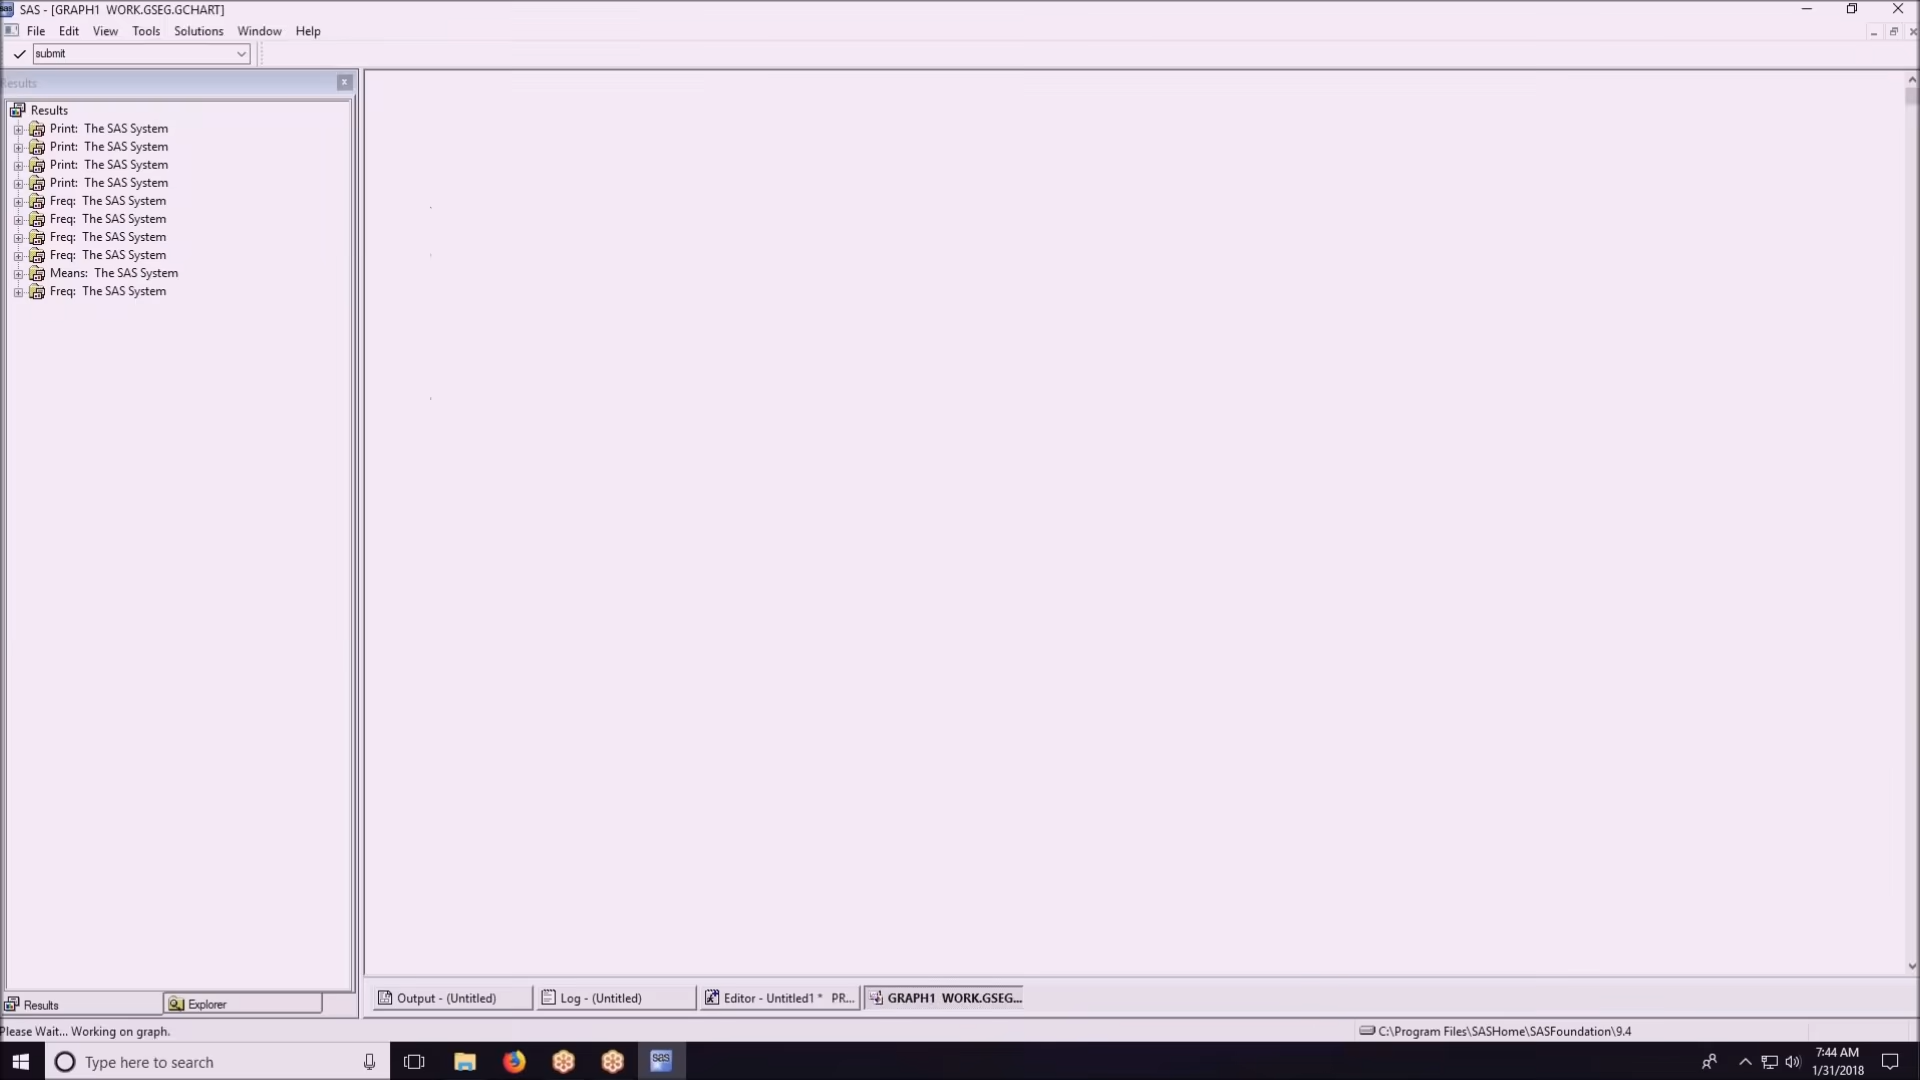 SAS - [GRAPH1 WORK.GSEG.GCHART]
File Edit View Tools Solutions Window Help
submit
Results
Results
Print: The SAS System
Print: The SAS System
Print: The SAS System
Print: The SAS System
Freq: The SAS System
Freq: The SAS System
Freq: The SAS System
Freq: The SAS System
Means: The SAS System
Freq: The SAS System
Results Explorer
Output - (Untitled) Log - (Untitled) Editor - Untitled1 * PR... GRAPH1 WORK.GSEG...
Please Wait... Working on graph. C:\Program Files\SASHome\SASFoundation\9.4
Type here to search sas 7:44 AM
1/31/2018